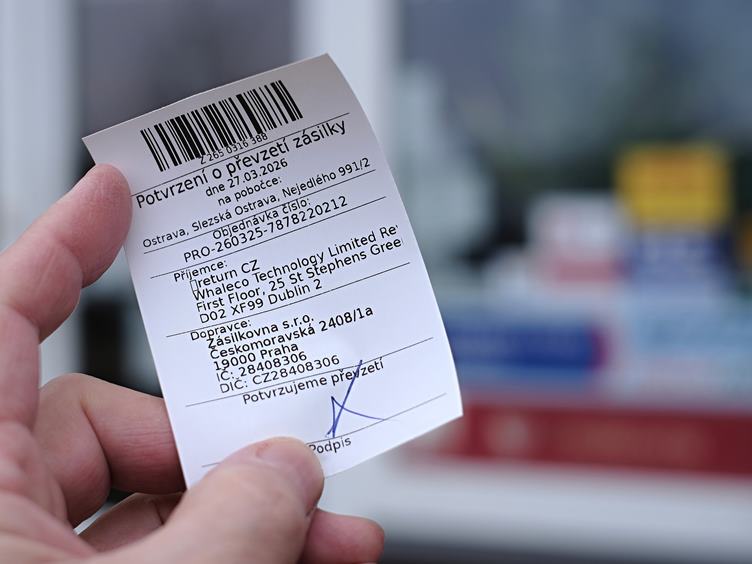 Z 265 0316 388
Potvrzení o převzetí zásilky
dne 27.03.2026
na pobočce:
Ostrava, Slezská Ostrava, Nejedlého 991/2
Objednávka číslo:
PRO-260325-7878220212
Příjemce:
return CZ
Whaleco Technology Limited Re
First Floor, 25 St Stephens Gree
D02 XF99 Dublin 2
Dopravce:
Zásilkovna s.r.o.
Českomoravská 2408/1a
19000 Praha
IČ: 28408306
DIČ: CZ28408306
Potvrzujeme převzetí
Podpis